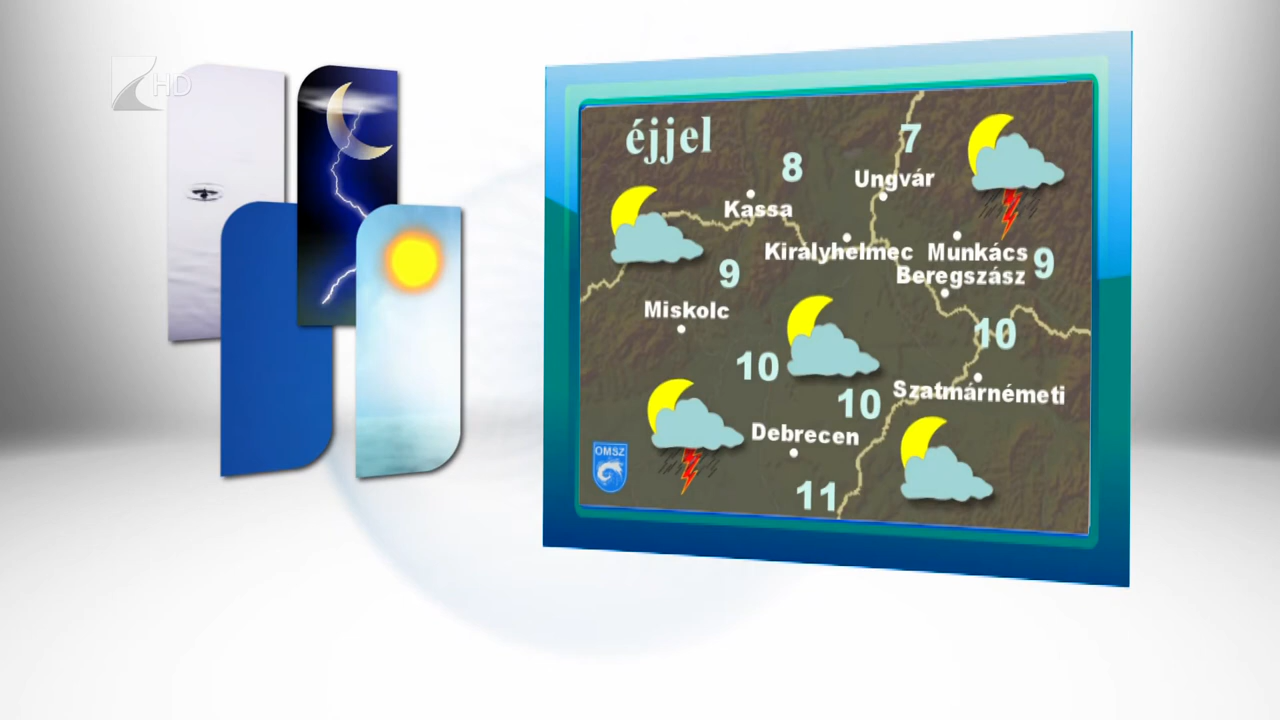 HD
éjjel
7
8
Ungvár
Kassa
Királyhelmec
Munkács
9
Beregszász
9
Miskolc
10
10
10
Szatmárnémeti
Debrecen
OMSZ
11